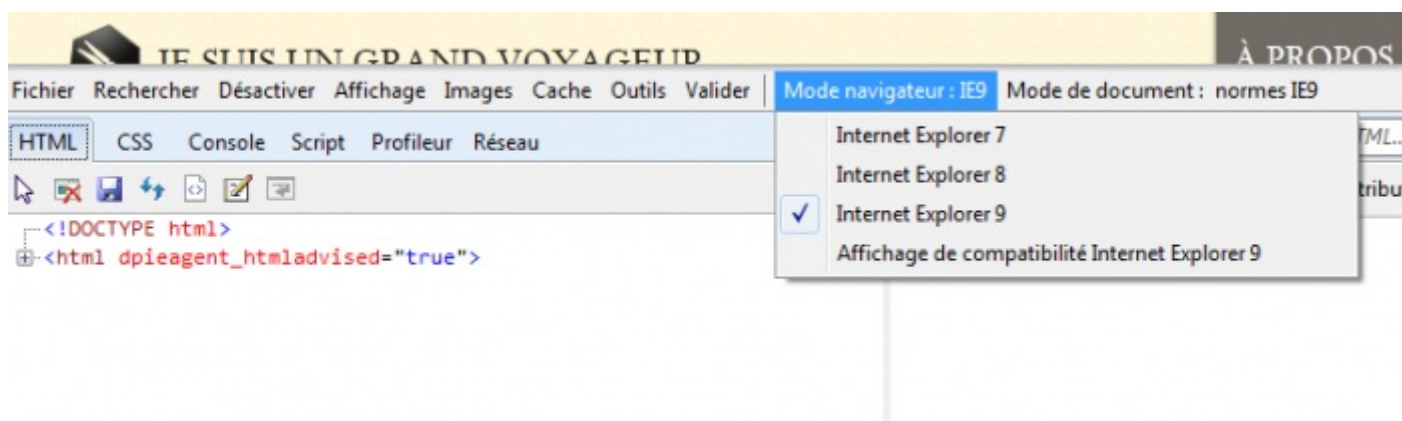 JE SUIS UN GRAND VOYAGEUR
À PROPOS
Fichier Rechercher Désactiver Affichage Images Cache Outils Valider Mode navigateur : IE9 Mode de document : normes IE9
HTML CSS Console Script Profileur Réseau
Internet Explorer 7
Internet Explorer 8
Internet Explorer 9
Affichage de compatibilité Internet Explorer 9
<!DOCTYPE html>
<html dpieagent_htmladvised="true">